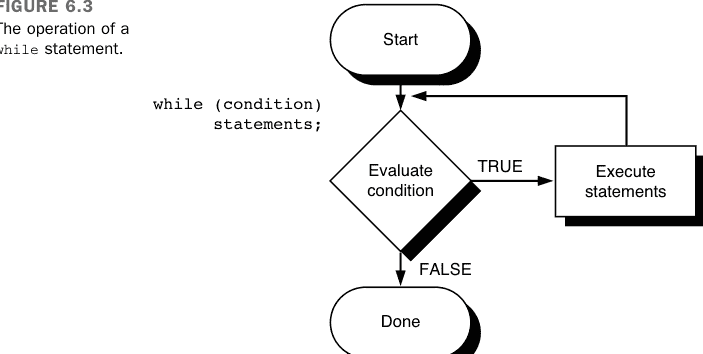 FIGURE 6.3
The operation of a
while statement.
Start
while (condition)
statements;
Evaluate
condition
TRUE
Execute
statements
FALSE
Done